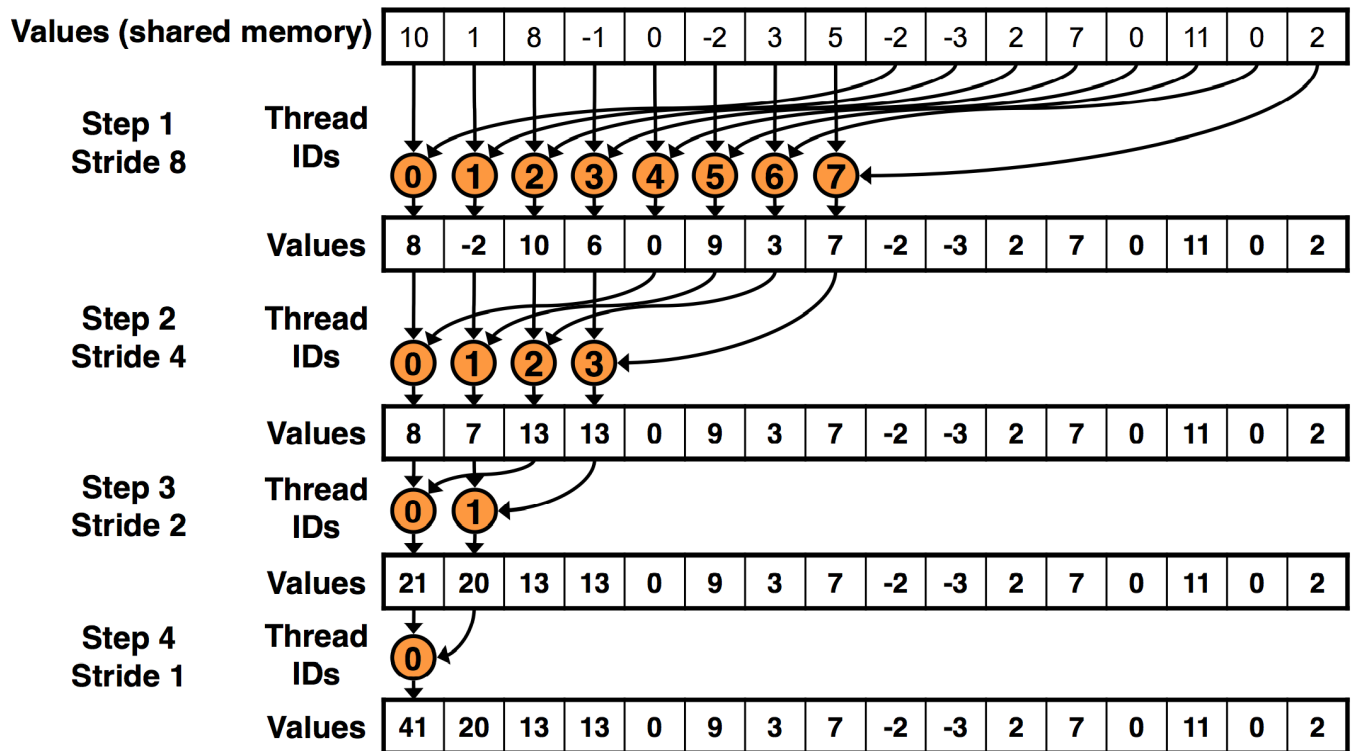 Values (shared memory) 10 1 8 -1 0 -2 3 5 -2 -3 2 7 0 11 0 2
Step 1 Thread
Stride 8 IDs
0 1 2 3 4 5 6 7
Values 8 -2 10 6 0 9 3 7 -2 -3 2 7 0 11 0 2
Step 2 Thread
Stride 4 IDs
0 1 2 3
Values 8 7 13 13 0 9 3 7 -2 -3 2 7 0 11 0 2
Step 3 Thread
Stride 2 IDs
0 1
Values 21 20 13 13 0 9 3 7 -2 -3 2 7 0 11 0 2
Step 4 Thread
Stride 1 IDs
0
Values 41 20 13 13 0 9 3 7 -2 -3 2 7 0 11 0 2